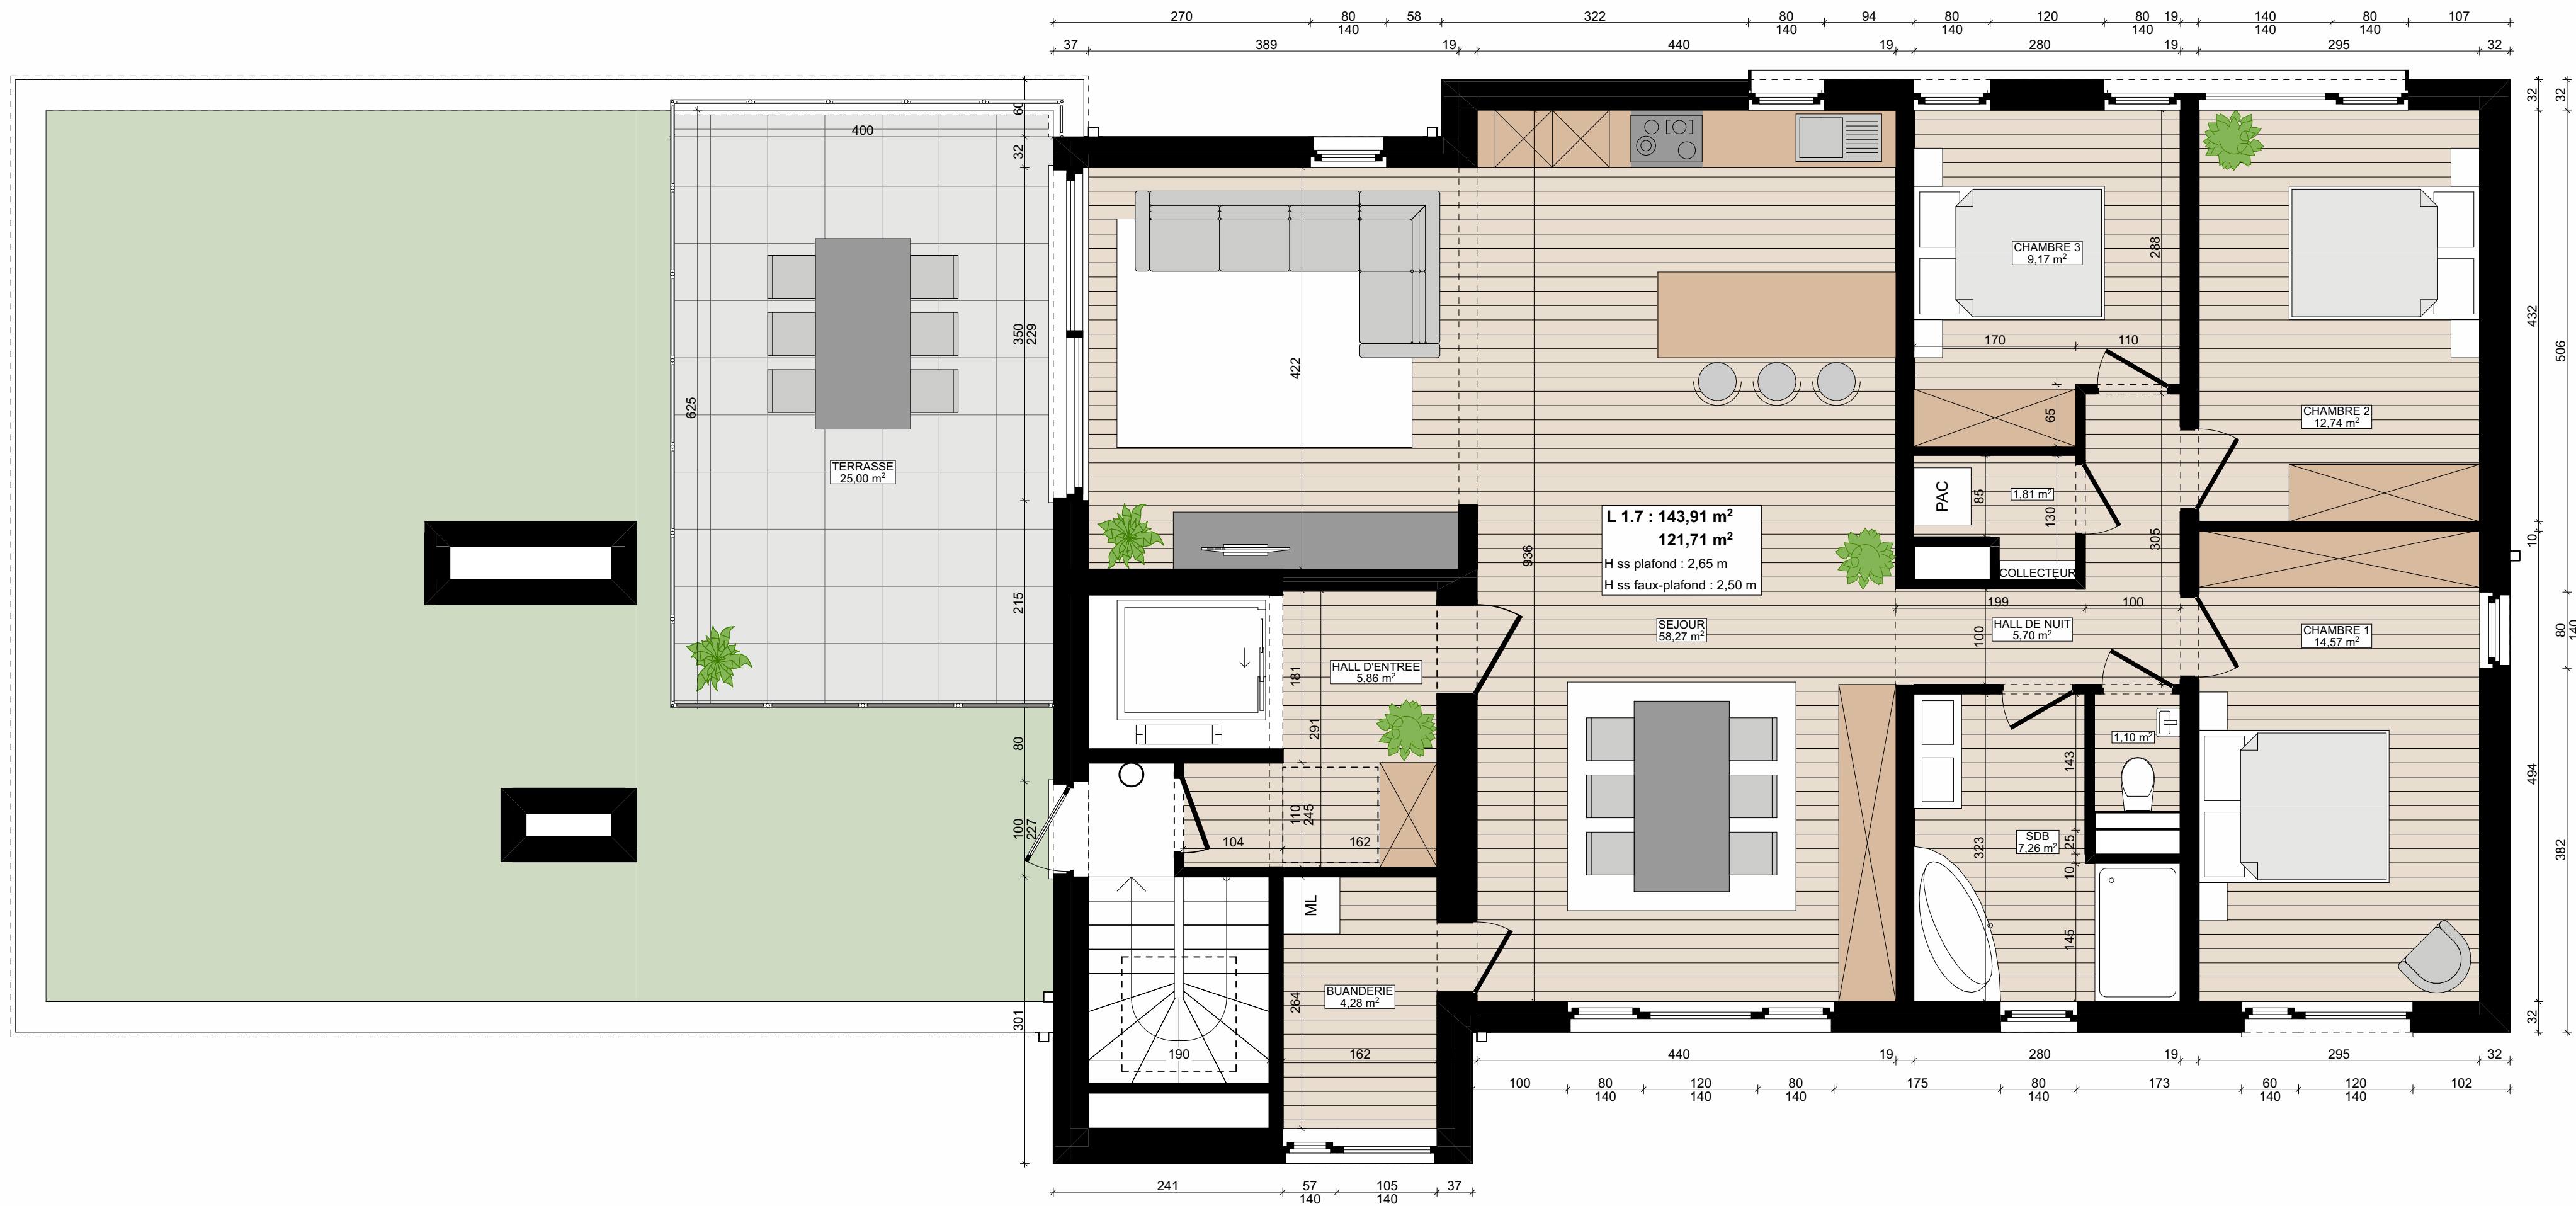 270 80 58 322 80 94 80 120 80 19 140 80 107
140 140 140 140 140 140
37 389 19 440 19 280 19 295 32
60
32
400
350
229
625
215
80
100
227
301
TERRASSE
25,00 m²
422
936
L 1.7 : 143,91 m²
121,71 m²
H ss plafond : 2,65 m
H ss faux-plafond : 2,50 m
SEJOUR
58,27 m²
CHAMBRE 3
9,17 m²
288
170 110
65
PAC
85
1,81 m²
130
305
COLLECTEUR
199 100
HALL DE NUIT
5,70 m²
100
CHAMBRE 2
12,74 m²
CHAMBRE 1
14,57 m²
HALL D'ENTREE
5,86 m²
181
291
110
245
104 162
ML
BUANDERIE
4,28 m²
264
190 162
1,10 m²
143
SDB
7,26 m²
25
323
10
145
32 32
432
506
10
80
140
494
382
32
440 19 280 19 295 32
100 80 120 80 175 80 173 60 120 102
140 140 140 140 140 140
241 57 105 37
140 140